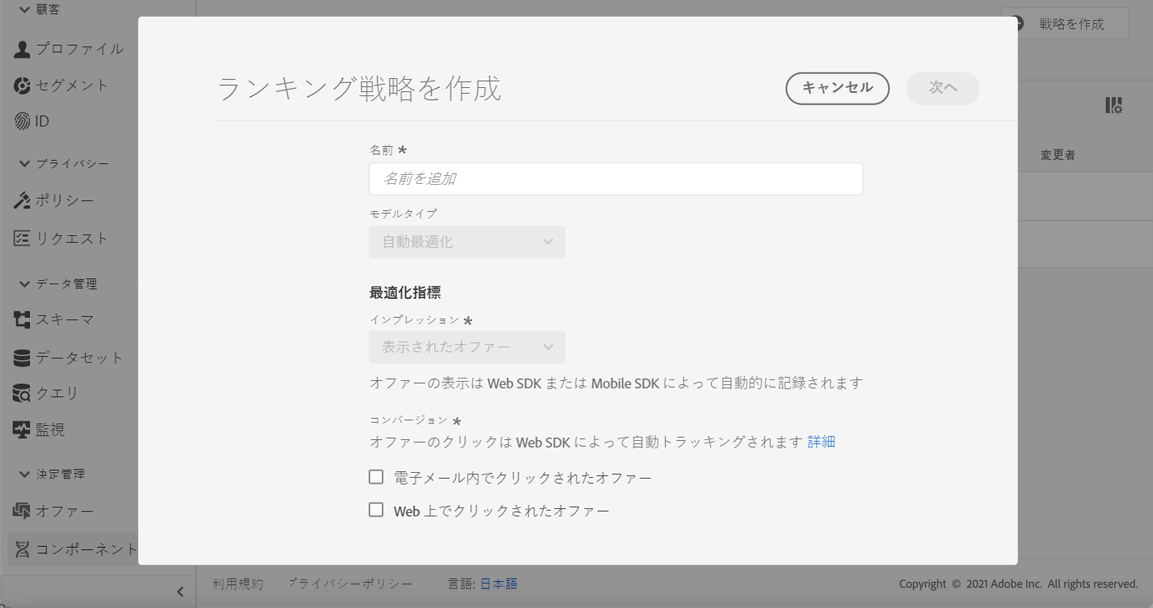 顧客
プロファイル
セグメント
ID
プライバシー
ポリシー
リクエスト
データ管理
スキーマ
データセット
クエリ
監視
決定管理
オファー
コンポーネント
戦略を作成
変更者
ランキング戦略を作成
キャンセル
次へ
名前 *
名前を追加
モデルタイプ
自動最適化
最適化指標
インプレッション *
表示されたオファー
オファーの表示は Web SDK または Mobile SDK によって自動的に記録されます
コンバージョン *
オファーのクリックは Web SDK によって自動トラッキングされます 詳細
電子メール内でクリックされたオファー
Web 上でクリックされたオファー
利用規約 プライバシーポリシー 言語: 日本語
Copyright © 2021 Adobe Inc. All rights reserved.